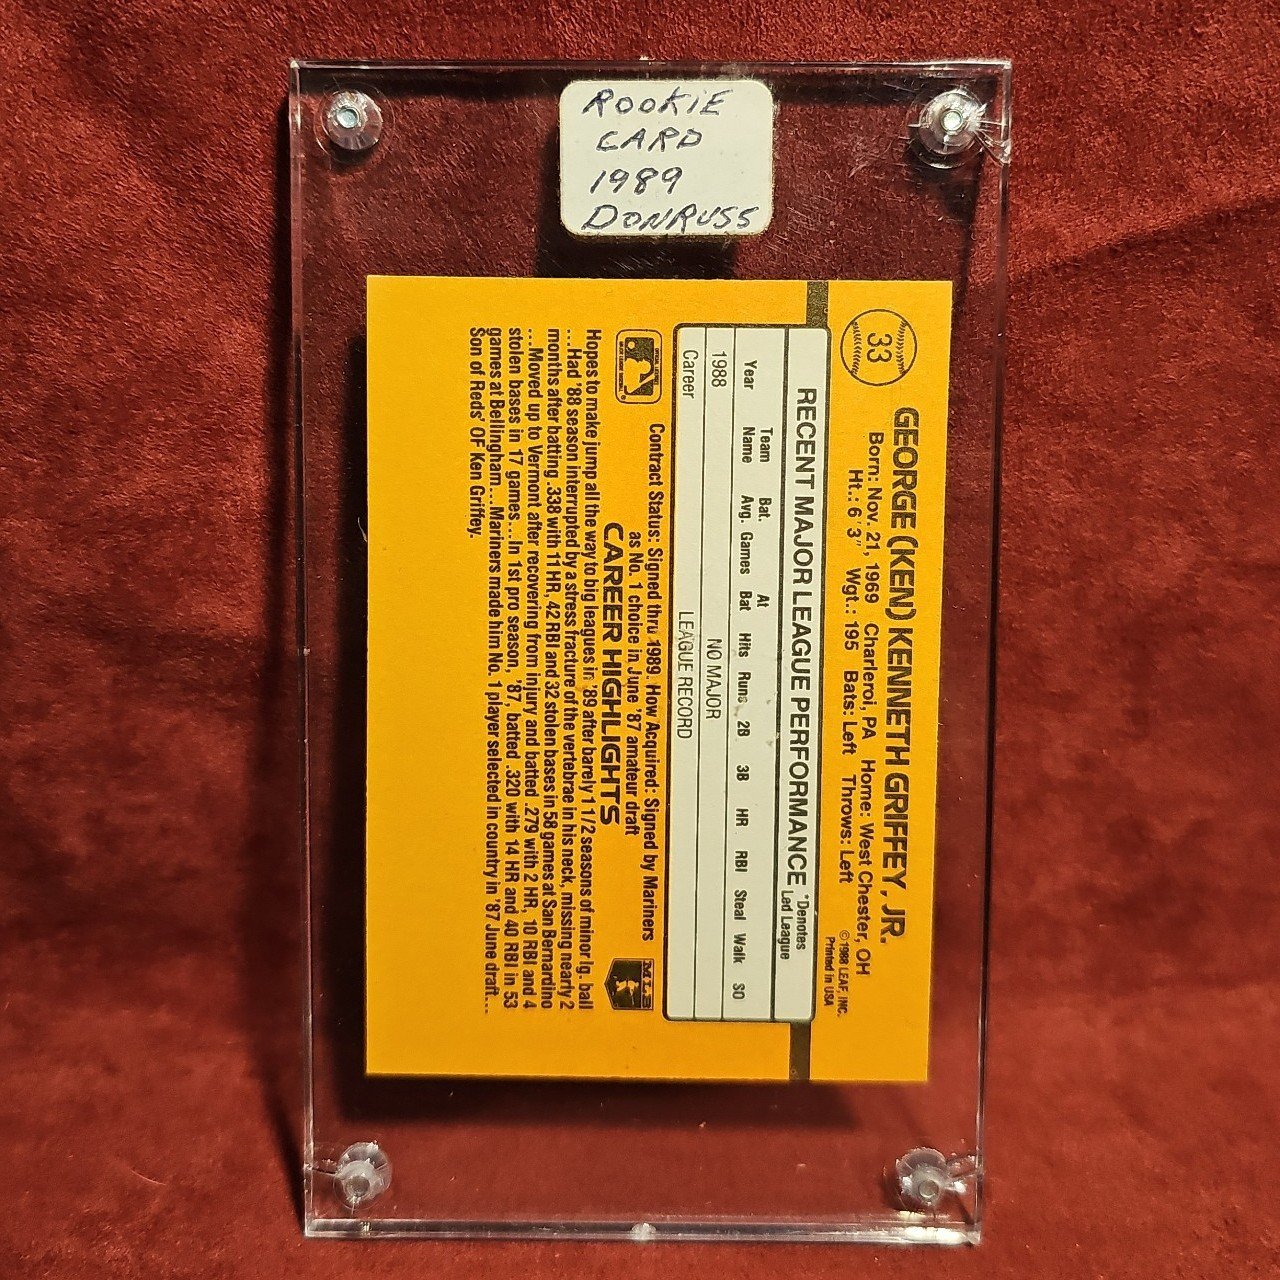 ROOKIE
CARD
1989
DONRUSS
33
GEORGE (KEN) KENNETH GRIFFEY, JR.
Born: Nov. 21, 1969 Charleroi, PA Home: West Chester, OH
Ht.: 6' 3" Wgt.: 195 Bats: Left Throws: Left
©1988 LEAF, INC.
Printed in USA
RECENT MAJOR LEAGUE PERFORMANCE
*Denotes
Led League
Year Team Name Bat. Avg. Games At Bat Hits Runs 2B 3B HR RBI Steal Walk SO
1988 NO MAJOR
Career LEAGUE RECORD
Contract Status: Signed thru 1989. How Acquired: Signed by Mariners
as No. 1 choice in June '87 amateur draft
CAREER HIGHLIGHTS
MLB
Hopes to make jump all the way to big leagues in '89 after barely 1 1/2 seasons of minor lg. ball
...Had '88 season interrupted by a stress fracture of the vertebrae in his neck, missing nearly 2
months after batting .338 with 11 HR, 42 RBI and 32 stolen bases in 58 games at San Bernardino
...Moved up to Vermont after recovering from injury and batted .279 with 2 HR, 10 RBI and 4
stolen bases in 17 games...In 1st pro season, '87, batted .320 with 14 HR and 40 RBI in 53
games at Bellingham...Mariners made him No. 1 player selected in country in '87 June draft...
Son of Reds' OF Ken Griffey.